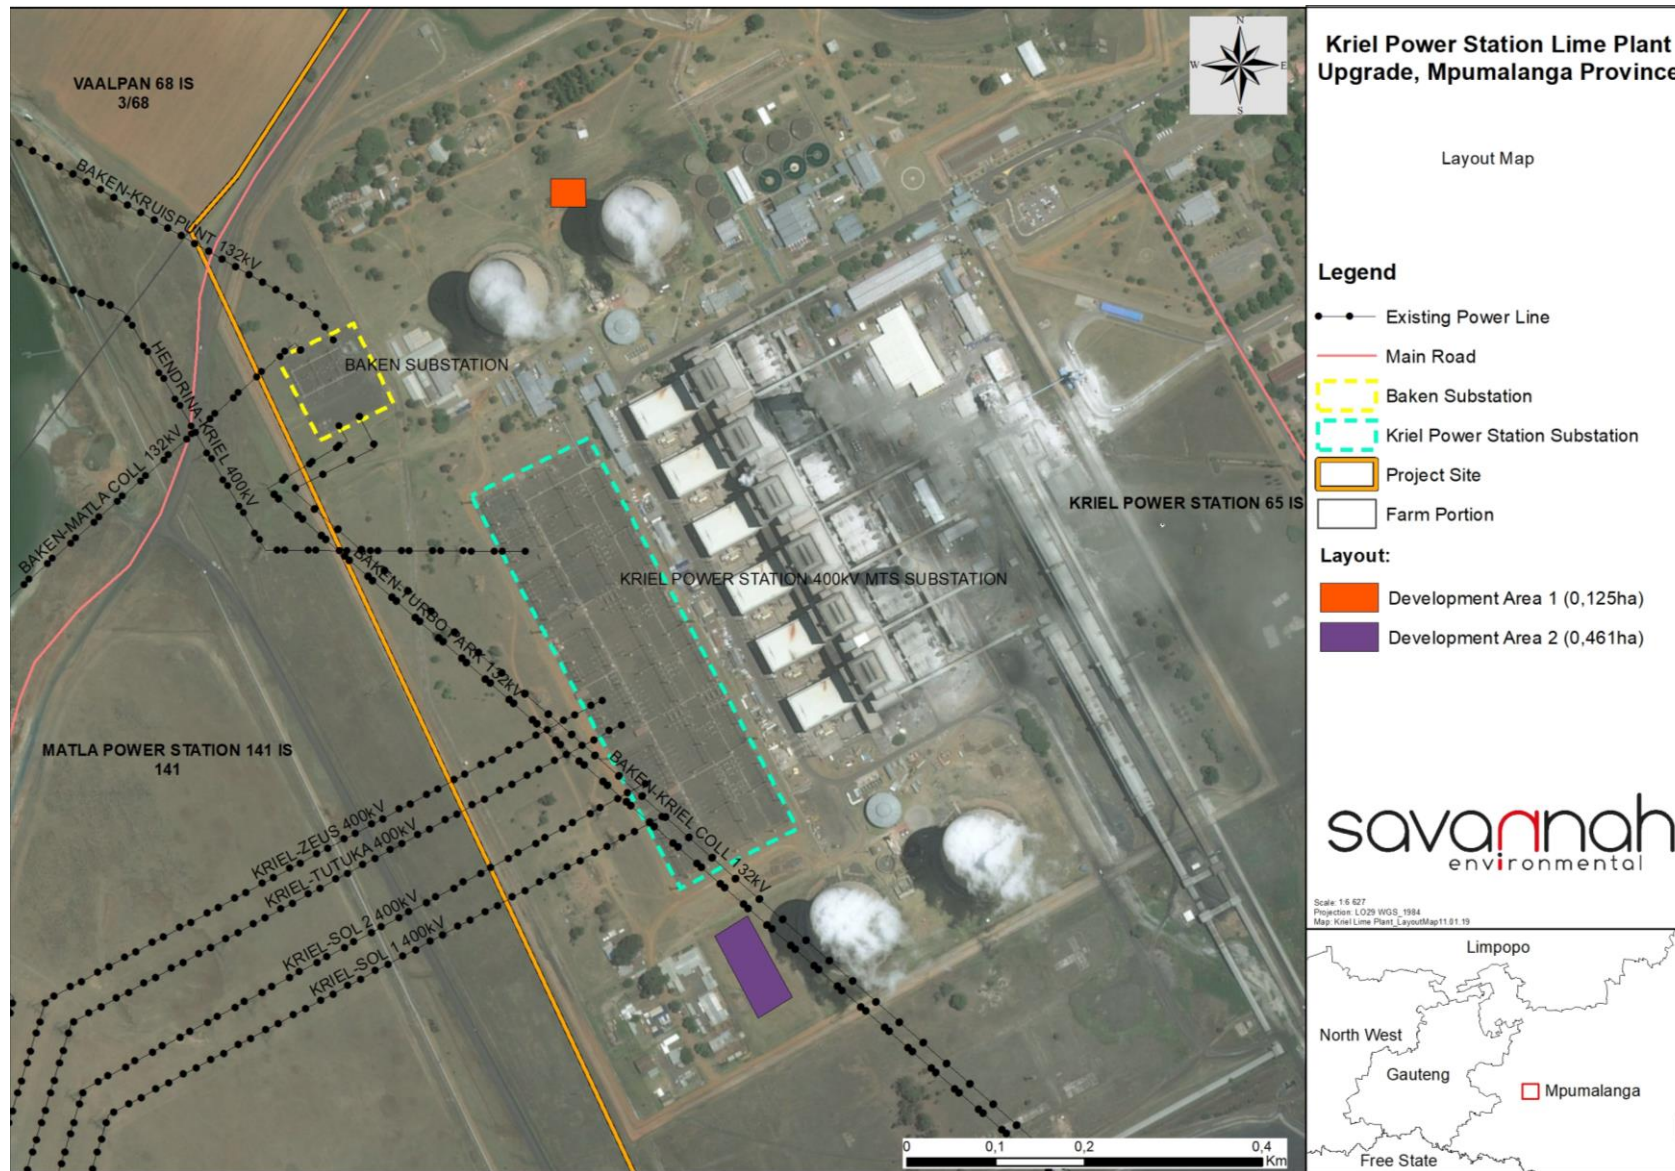 Kriel Power Station Lime Plant
Upgrade, Mpumalanga Province
Layout Map
Legend
Existing Power Line
Main Road
Baken Substation
Kriel Power Station Substation
Project Site
Farm Portion
Layout:
Development Area 1 (0,125ha)
Development Area 2 (0,461ha)
savannah
environmental
Scale: 1:6 627
Projection: LO29 WGS_1984
Map: Kriel Lime Plant_LayoutMap11.01.19
Limpopo
North West
Gauteng
Mpumalanga
Free State
N
W
E
S
VAALPAN 68 IS
3/68
BAKEN-KRUISPUNT 132kV
BAKEN SUBSTATION
HENDRINA-KRIEL 400kV
BAKEN-MATLA COLL 132kV
KRIEL POWER STATION 65 IS
BAKEN-TURBO PARK 132kV
KRIEL POWER STATION 400kV MTS SUBSTATION
MATLA POWER STATION 141 IS
141
BAKEN-KRIEL COLL 132kV
KRIEL-ZEUS 400kV
KRIEL-TUTUKA 400kV
KRIEL-SOL 2 400kV
KRIEL-SOL 1 400kV
0 0,1 0,2 0,4
Km